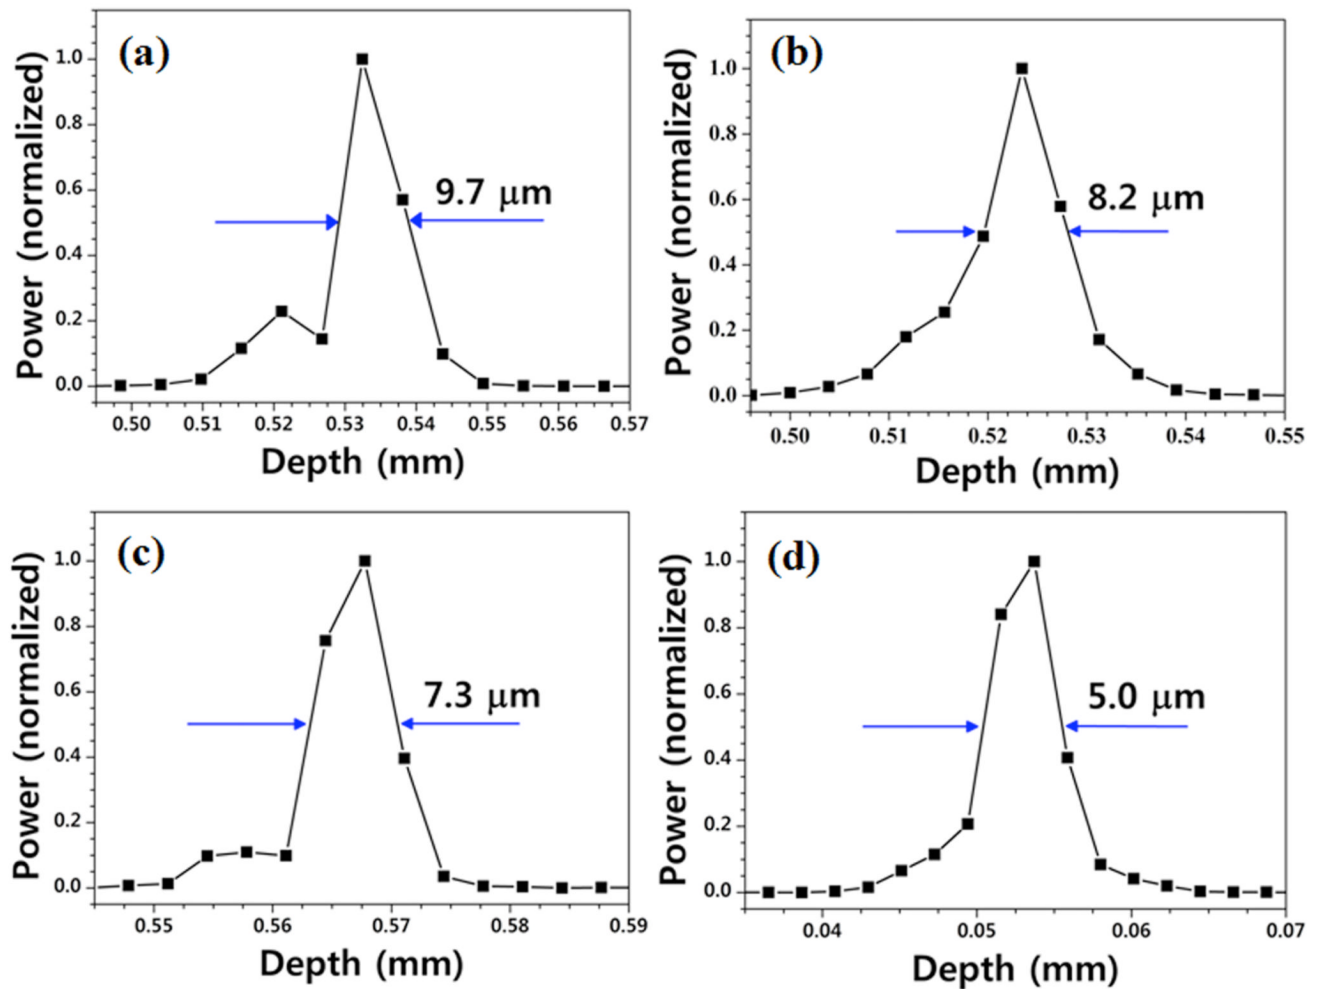 (a)
Power (normalized)
1.0
0.8
0.6
0.4
0.2
0.0
9.7 μm
0.50 0.51 0.52 0.53 0.54 0.55 0.56 0.57
Depth (mm)
(b)
Power (normalized)
1.0
0.8
0.6
0.4
0.2
0.0
8.2 μm
0.50 0.51 0.52 0.53 0.54 0.55
Depth (mm)
(c)
Power (normalized)
1.0
0.8
0.6
0.4
0.2
0.0
7.3 μm
0.55 0.56 0.57 0.58 0.59
Depth (mm)
(d)
Power (normalized)
1.0
0.8
0.6
0.4
0.2
0.0
5.0 μm
0.04 0.05 0.06 0.07
Depth (mm)